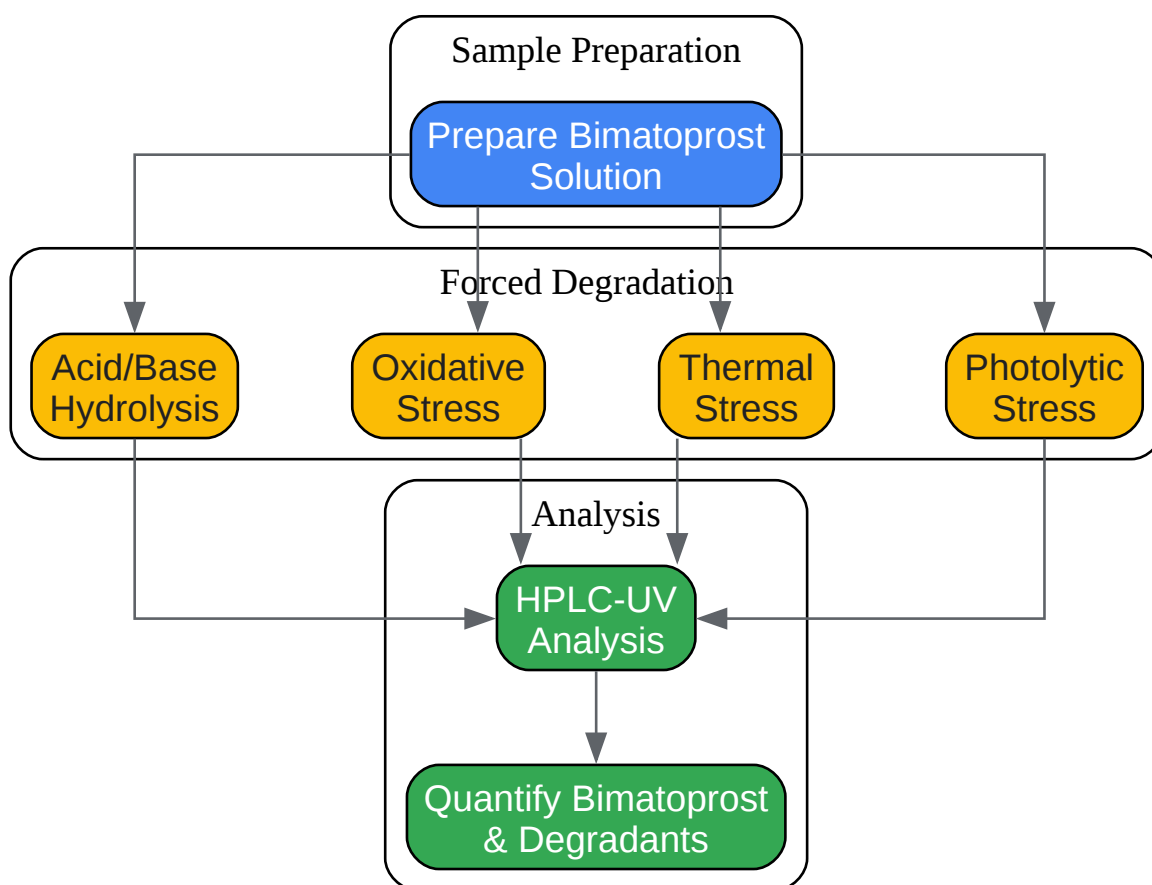 Sample Preparation
Prepare Bimatoprost
Solution
Forced Degradation
Acid/Base
Hydrolysis
Oxidative
Stress
Thermal
Stress
Photolytic
Stress
Analysis
HPLC-UV
Analysis
Quantify Bimatoprost
& Degradants